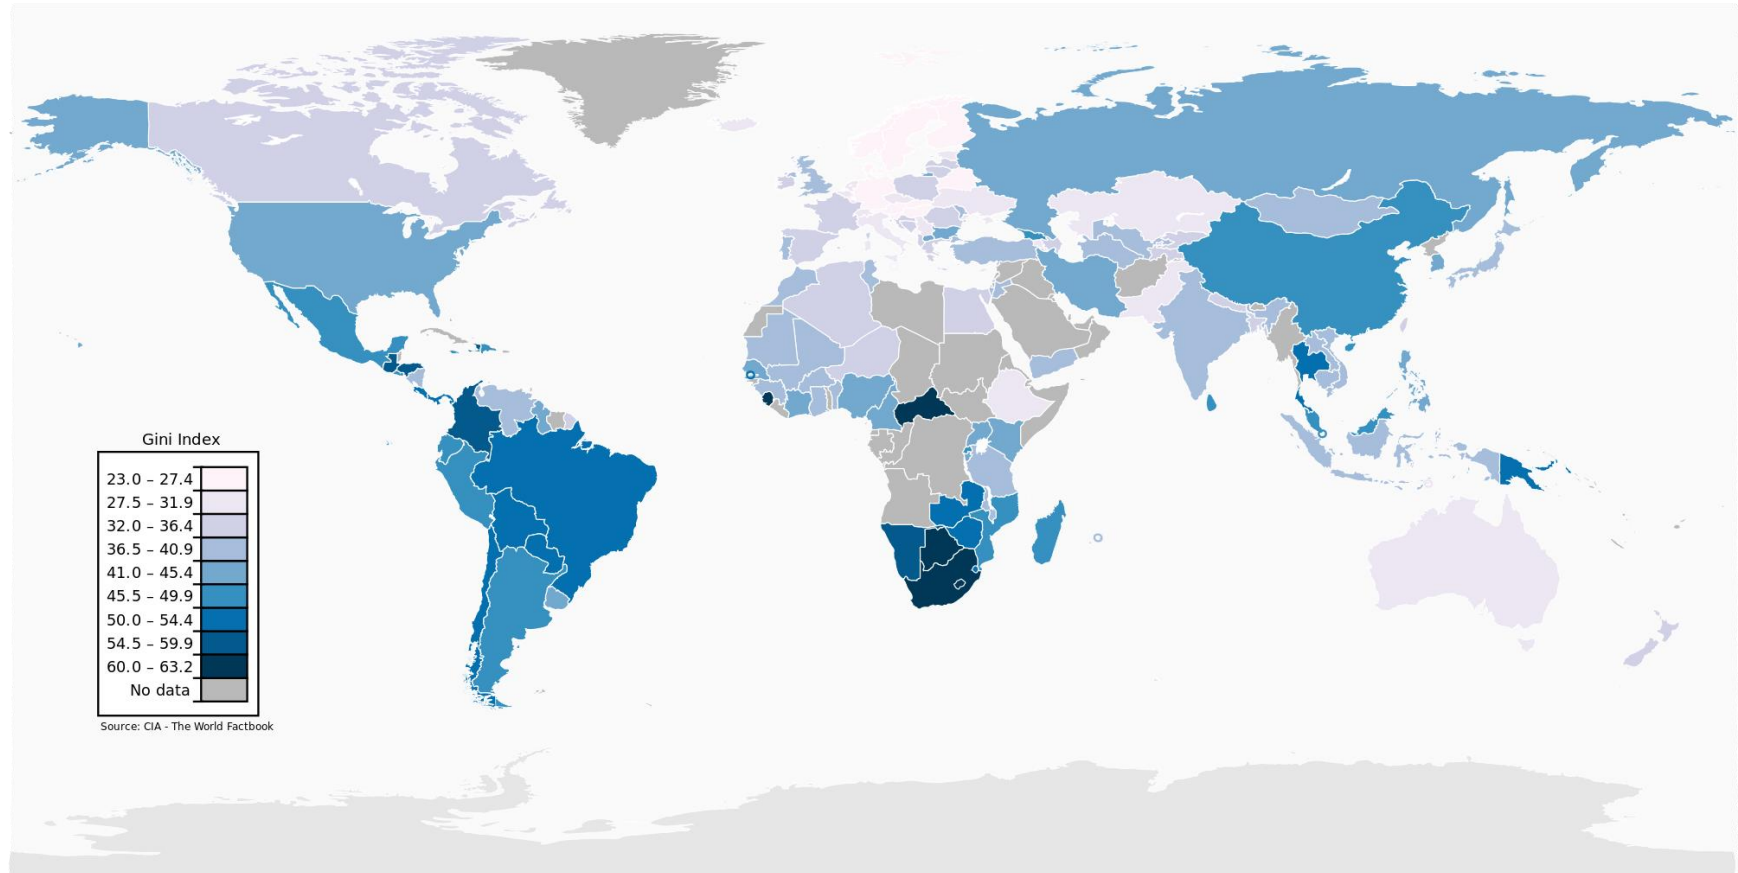 Gini Index
23.0 – 27.4
27.5 – 31.9
32.0 – 36.4
36.5 – 40.9
41.0 – 45.4
45.5 – 49.9
50.0 – 54.4
54.5 – 59.9
60.0 – 63.2
No data
Source: CIA - The World Factbook